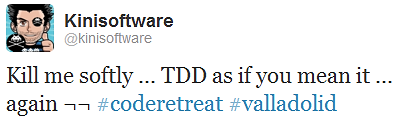 Kinisoftware
@kinisoftware
Kill me softly ... TDD as if you mean it ...
again ¬¬ #coderetreat #valladolid